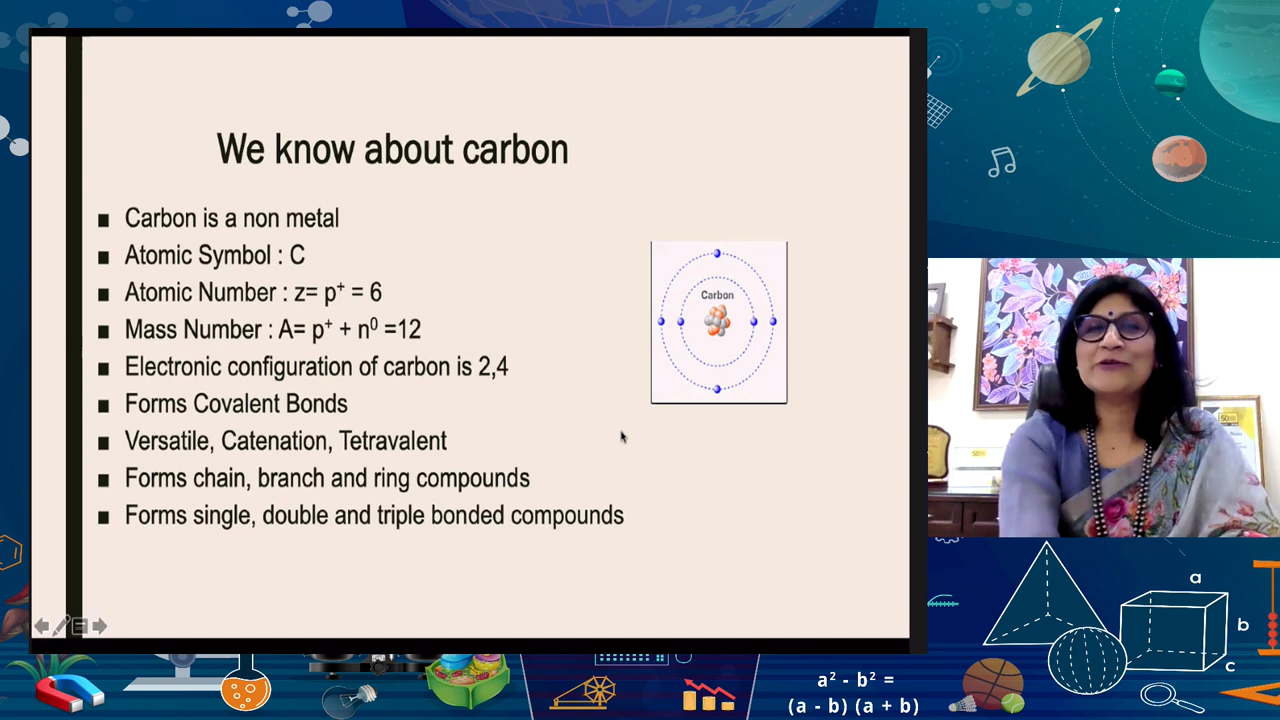 We know about carbon
■ Carbon is a non metal
■ Atomic Symbol : C
■ Atomic Number : z= p⁺ = 6
■ Mass Number : A= p⁺ + n⁰ =12
■ Electronic configuration of carbon is 2,4
■ Forms Covalent Bonds
■ Versatile, Catenation, Tetravalent
■ Forms chain, branch and ring compounds
■ Forms single, double and triple bonded compounds
Carbon
50
50
a
b
c
a² - b² =
(a - b) (a + b)